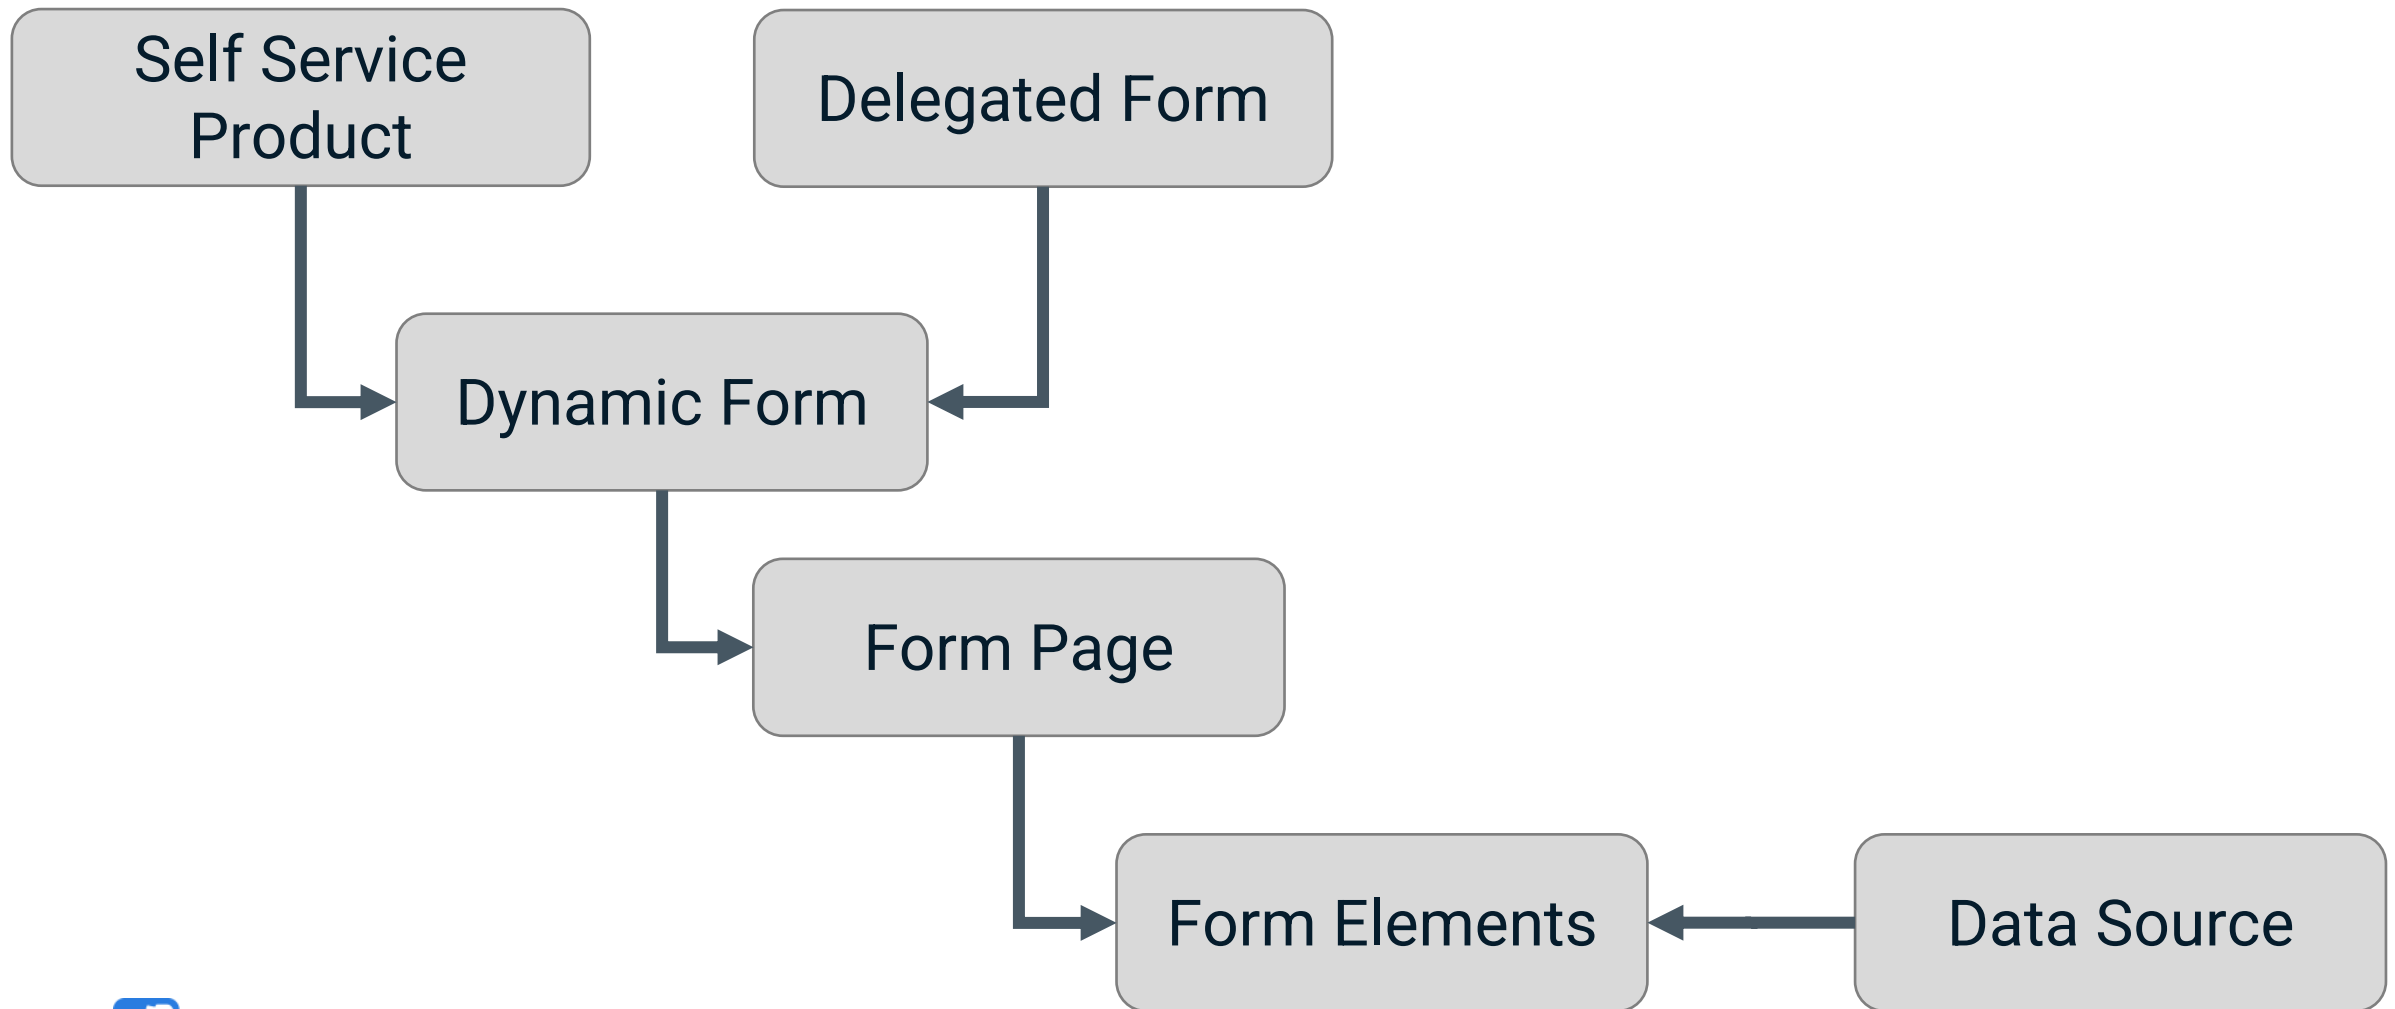 Self Service
Product
Delegated Form
Dynamic Form
Form Page
Form Elements
Data Source